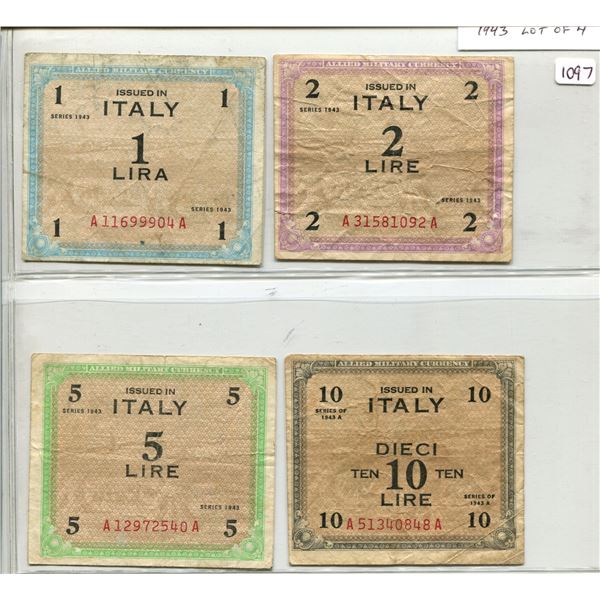 1943 LOT OF 4
1097
ALLIED MILITARY CURRENCY
1 ISSUED IN 1
SERIES 1943 ITALY
1
LIRA
SERIES 1943
1 A11699904A 1
ALLIED MILITARY CURRENCY
2 ISSUED IN 2
SERIES 1943 ITALY
2
LIRE
SERIES 1943
2 A31581092A 2
ALLIED MILITARY CURRENCY
5 ISSUED IN 5
SERIES 1943 ITALY
5
LIRE
SERIES 1943
5 A12972540A 5
ALLIED MILITARY CURRENCY
10 ISSUED IN 10
SERIES OF
1943 A ITALY
DIECI
TEN 10 TEN
LIRE
SERIES OF
1943 A
10 A51340848A 10